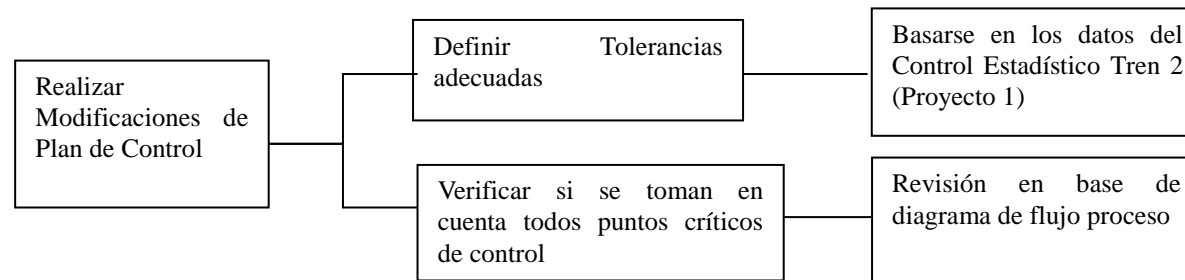 Realizar
Modificaciones de
Plan de Control
Definir Tolerancias
adecuadas
Basarse en los datos del
Control Estadístico Tren 2
(Proyecto 1)
Verificar si se toman en
cuenta todos puntos críticos
de control
Revisión en base de
diagrama de flujo proceso